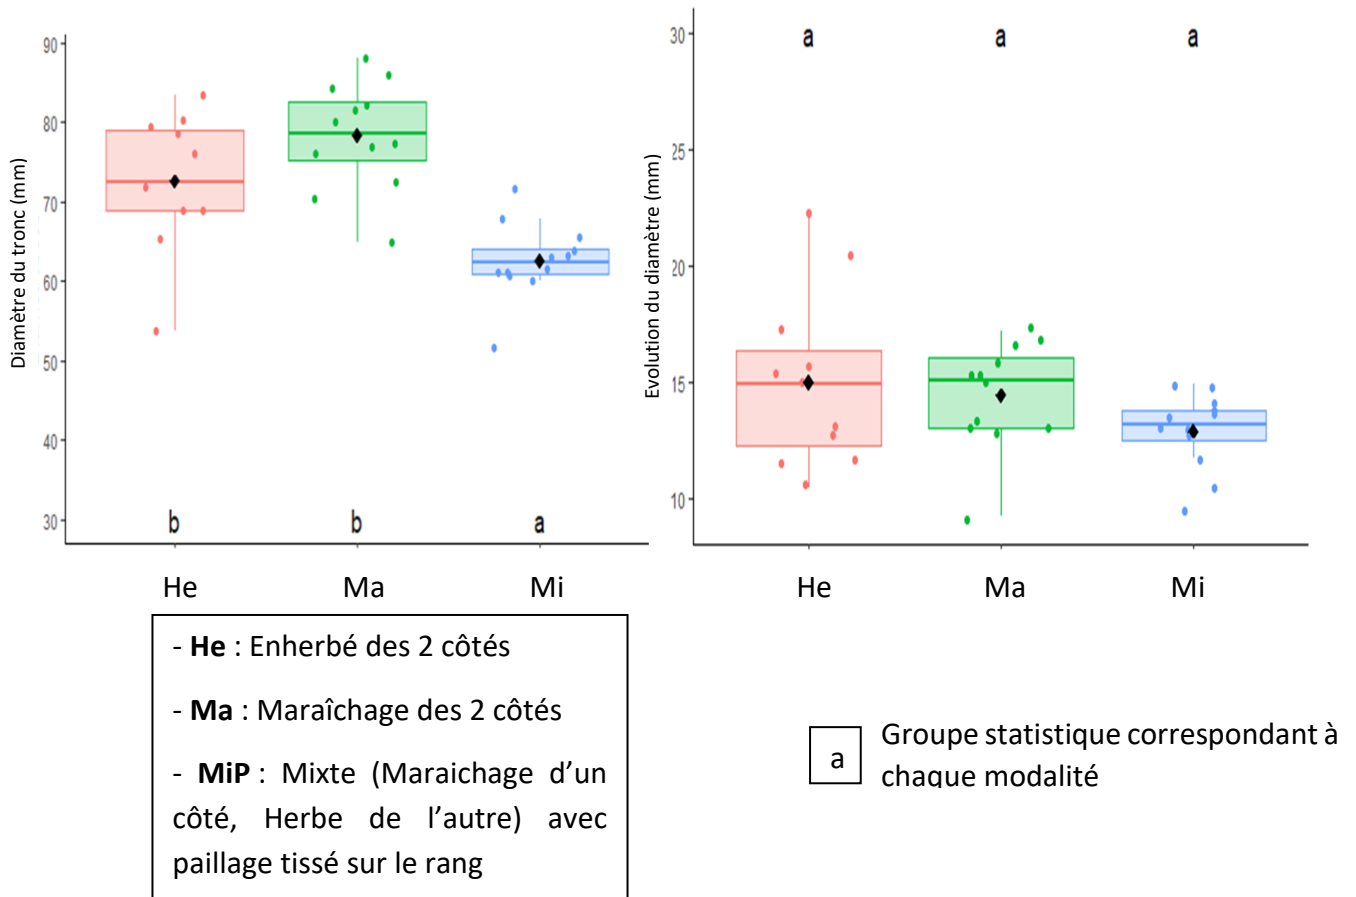 Diamètre du tronc (mm)
90
80
70
60
50
40
30
b
b
a
He
Ma
Mi
Evolution du diamètre (mm)
30
25
20
15
10
a
a
a
He
Ma
Mi
- He : Enherbé des 2 côtés
- Ma : Maraîchage des 2 côtés
- MiP : Mixte (Maraichage d’un
côté, Herbe de l’autre) avec
paillage tissé sur le rang
a
Groupe statistique correspondant à
chaque modalité